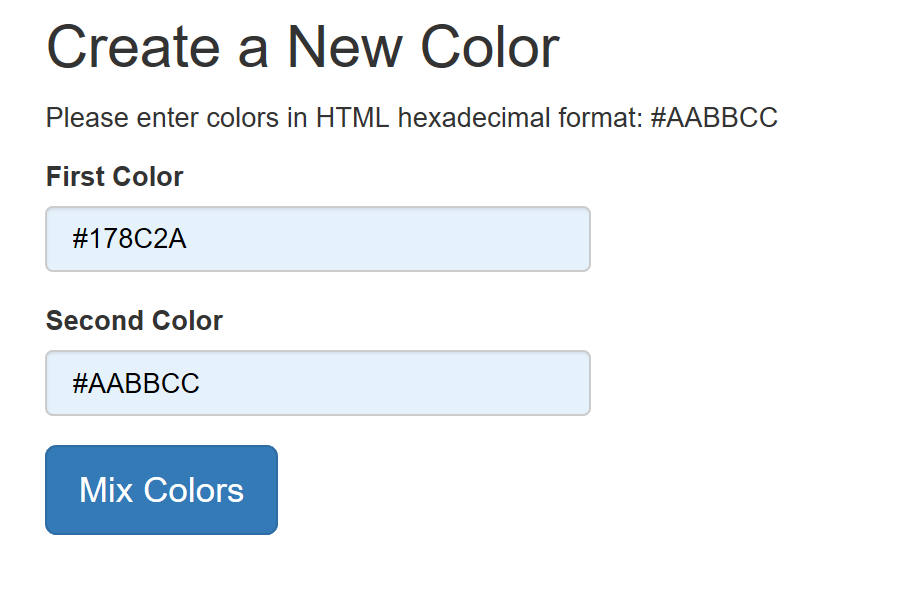 Create a New Color
Please enter colors in HTML hexadecimal format: #AABBCC
First Color
#178C2A
Second Color
#AABBCC
Mix Colors